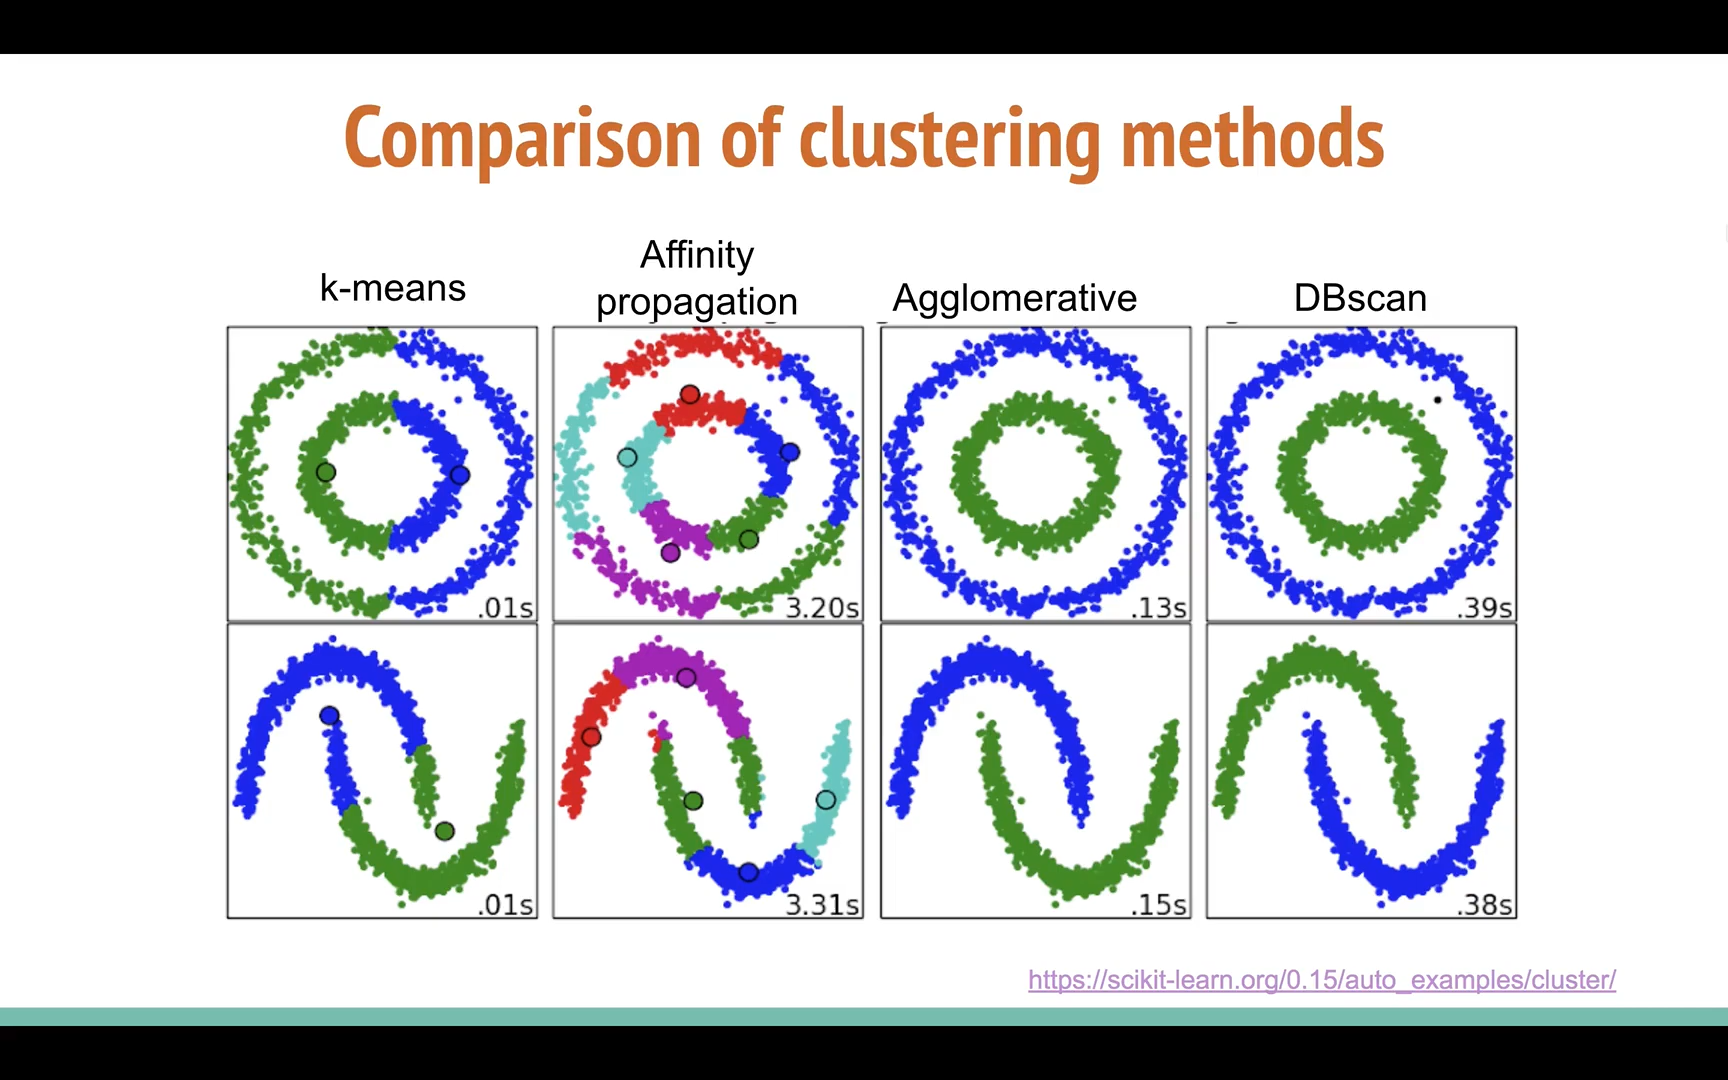 Comparison of clustering methods
k-means
Affinity
propagation
Agglomerative
DBscan
.01s
3.20s
.13s
.39s
.01s
3.31s
.15s
.38s
https://scikit-learn.org/0.15/auto_examples/cluster/